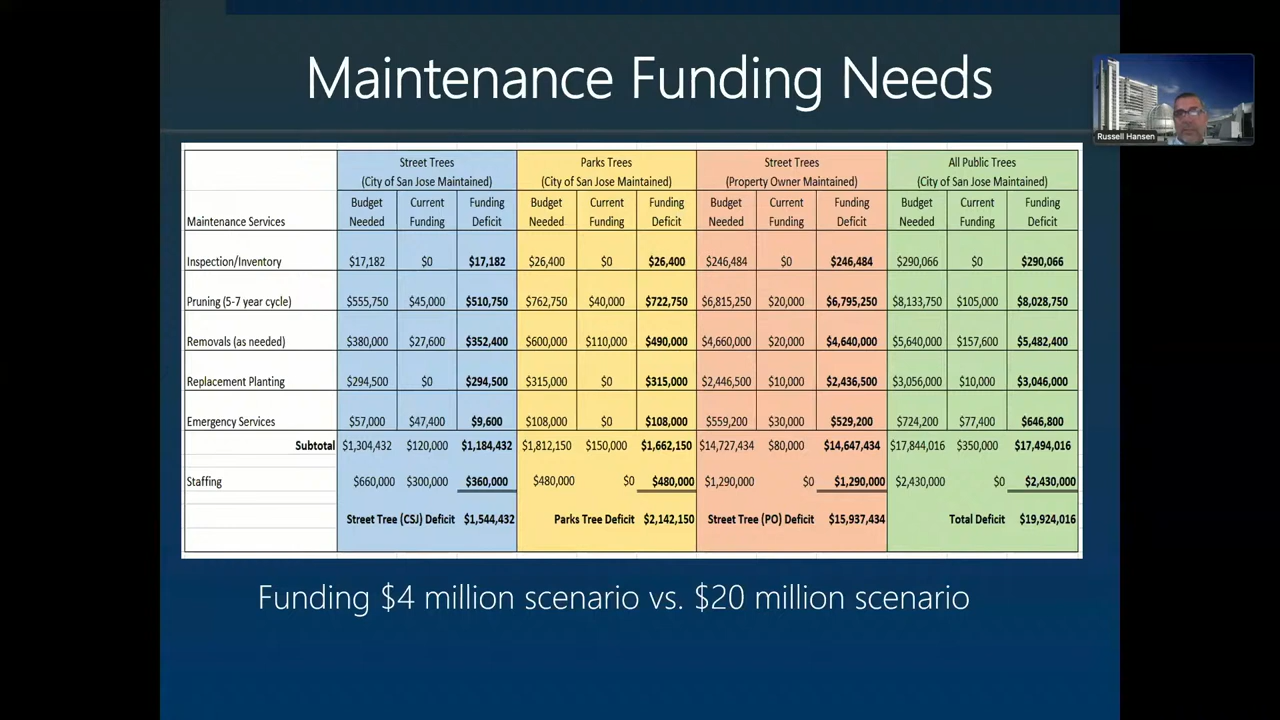 Maintenance Funding Needs
Russell Hansen
Street Trees Parks Trees Street Trees All Public Trees
(City of San Jose Maintained) (City of San Jose Maintained) (Property Owner Maintained) (City of San Jose Maintained)
Budget Current Funding Budget Current Funding Budget Current Funding Budget Current Funding
Maintenance Services Needed Funding Deficit Needed Funding Deficit Needed Funding Deficit Needed Funding Deficit
Inspection/Inventory $17,182 $0 $17,182 $26,400 $0 $26,400 $246,484 $0 $246,484 $290,066 $0 $290,066
Pruning (5-7 year cycle) $555,750 $45,000 $510,750 $762,750 $40,000 $722,750 $6,815,250 $20,000 $6,795,250 $8,133,750 $105,000 $8,028,750
Removals (as needed) $380,000 $27,600 $352,400 $600,000 $110,000 $490,000 $4,660,000 $20,000 $4,640,000 $5,640,000 $157,600 $5,482,400
Replacement Planting $294,500 $0 $294,500 $315,000 $0 $315,000 $2,446,500 $10,000 $2,436,500 $3,056,000 $10,000 $3,046,000
Emergency Services $57,000 $47,400 $9,600 $108,000 $0 $108,000 $559,200 $30,000 $529,200 $724,200 $77,400 $646,800
Subtotal $1,304,432 $120,000 $1,184,432 $1,812,150 $150,000 $1,662,150 $14,727,434 $80,000 $14,647,434 $17,844,016 $350,000 $17,494,016
Staffing $660,000 $300,000 $360,000 $480,000 $0 $480,000 $1,290,000 $0 $1,290,000 $2,430,000 $0 $2,430,000
Street Tree (CSJ) Deficit $1,544,432 Parks Tree Deficit $2,142,150 Street Tree (PO) Deficit $15,937,434 Total Deficit $19,924,016
Funding $4 million scenario vs. $20 million scenario